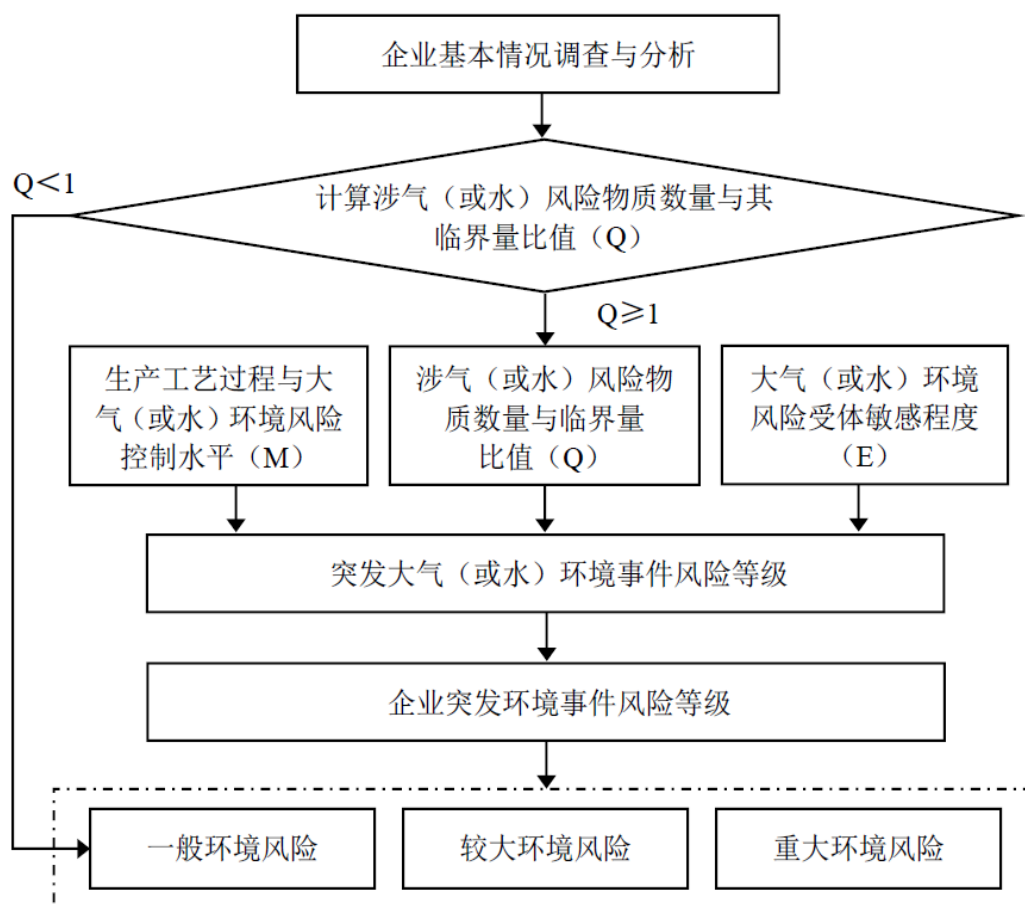 企业基本情况调查与分析
Q＜1
计算涉气（或水）风险物质数量与其
临界量比值（Q）
Q≥1
生产工艺过程与大
气（或水）环境风险
控制水平（M）
涉气（或水）风险物
质数量与临界量
比值（Q）
大气（或水）环境
风险受体敏感程度
（E）
突发大气（或水）环境事件风险等级
企业突发环境事件风险等级
一般环境风险
较大环境风险
重大环境风险